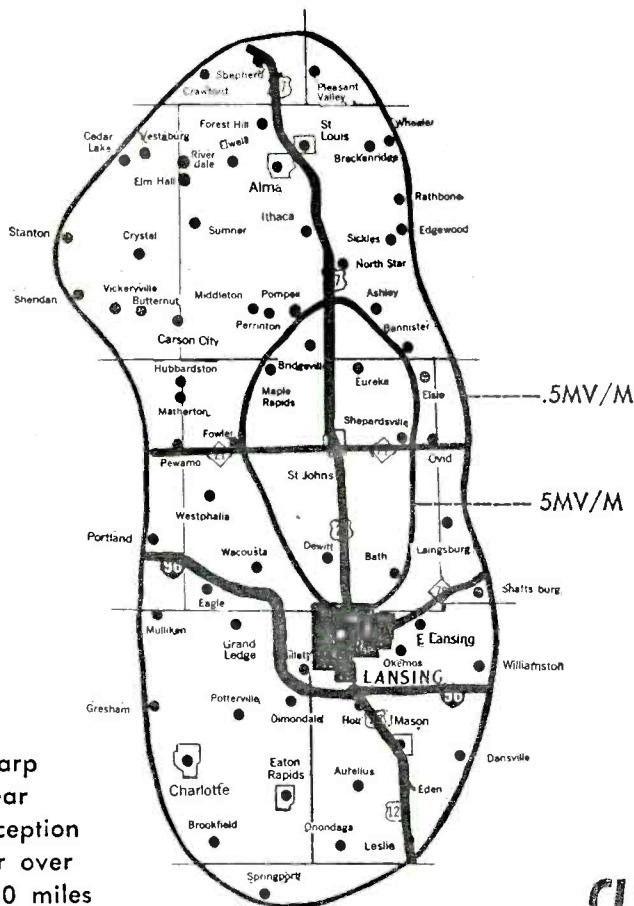 Shepherd
Crawford
Pleasant
Valley
Forest Hill
St
Louis
Wheeler
Cedar
Lake
Vestaburg
River
dale
Elwell
Breckenridge
Elm Hall
Alma
Rathbone
Ithaca
Stanton
Crystal
Sumner
Sickles
Edgewood
North Star
Sheridan
Vickeryville
Butternut
Middleton
Pompeii
Ashley
Perrinton
Carson City
Bannister
Hubbardston
Bridgeville
Maple
Rapids
Eureka
Elsie
.5MV/M
Matherton
Shepardsville
Fowler
Pewamo
21
Ovid
St Johns
5MV/M
Westphalia
Portland
Wacousta
Dewitt
Bath
Laingsburg
96
Eagle
Shaftsburg
Mulliken
Grand
Ledge
E Lansing
Okemos
LANSING
Williamston
96
Gresham
Potterville
Dimondale
Holt
Mason
arp
ear
ception
r over
0 miles
Charlotte
Eaton
Rapids
Aurelius
Dansville
Eden
12
Brookfield
Onondaga
Leslie
Springport